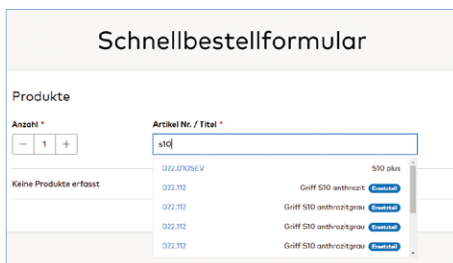 Schnellbestellformular
Produkte
Anzahl *
Artikel Nr. / Titel *
− 1 +
s10
022.0105EV S10 plus
Keine Produkte erfasst
022.112 Griff S10 anthrazit Ersatzteil
022.112 Griff S10 anthrazitgrau Ersatzteil
022.112 Griff S10 anthrazitgrau Ersatzteil
022.112 Griff S10 anthrazitgrau Ersatzteil